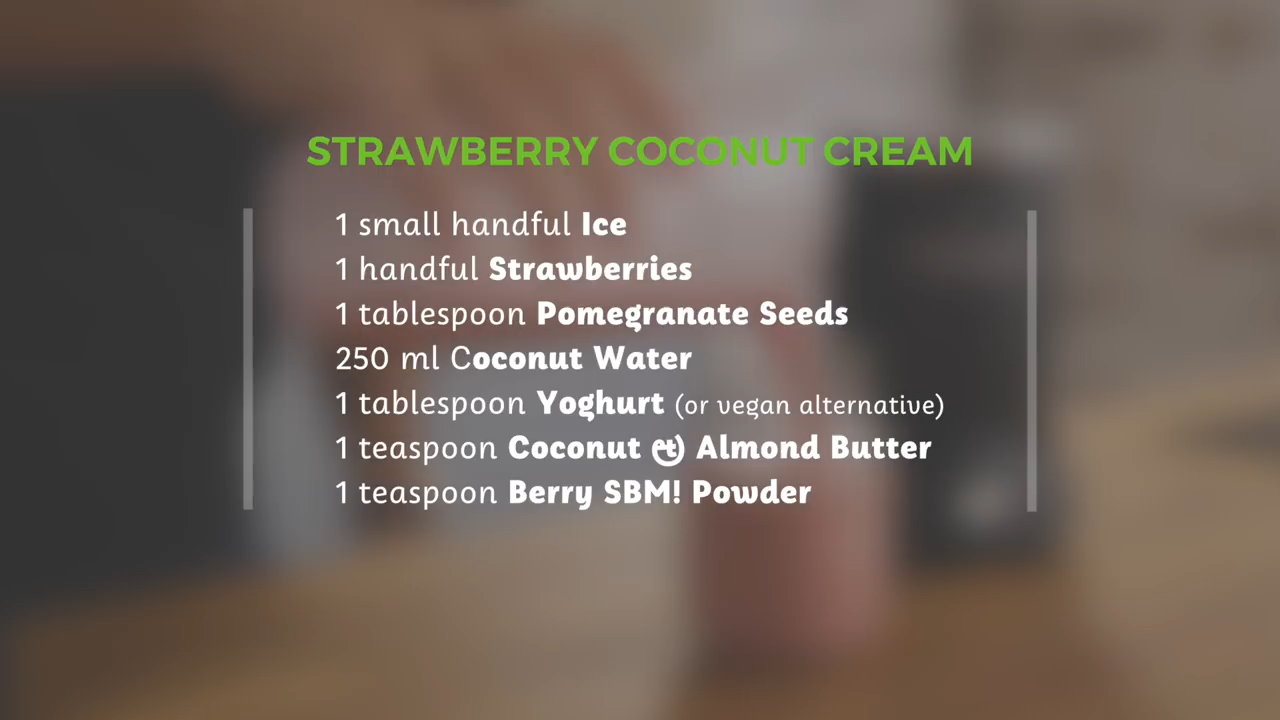 STRAWBERRY COCONUT CREAM
1 small handful Ice
1 handful Strawberries
1 tablespoon Pomegranate Seeds
250 ml Coconut Water
1 tablespoon Yoghurt (or vegan alternative)
1 teaspoon Coconut & Almond Butter
1 teaspoon Berry SBM! Powder